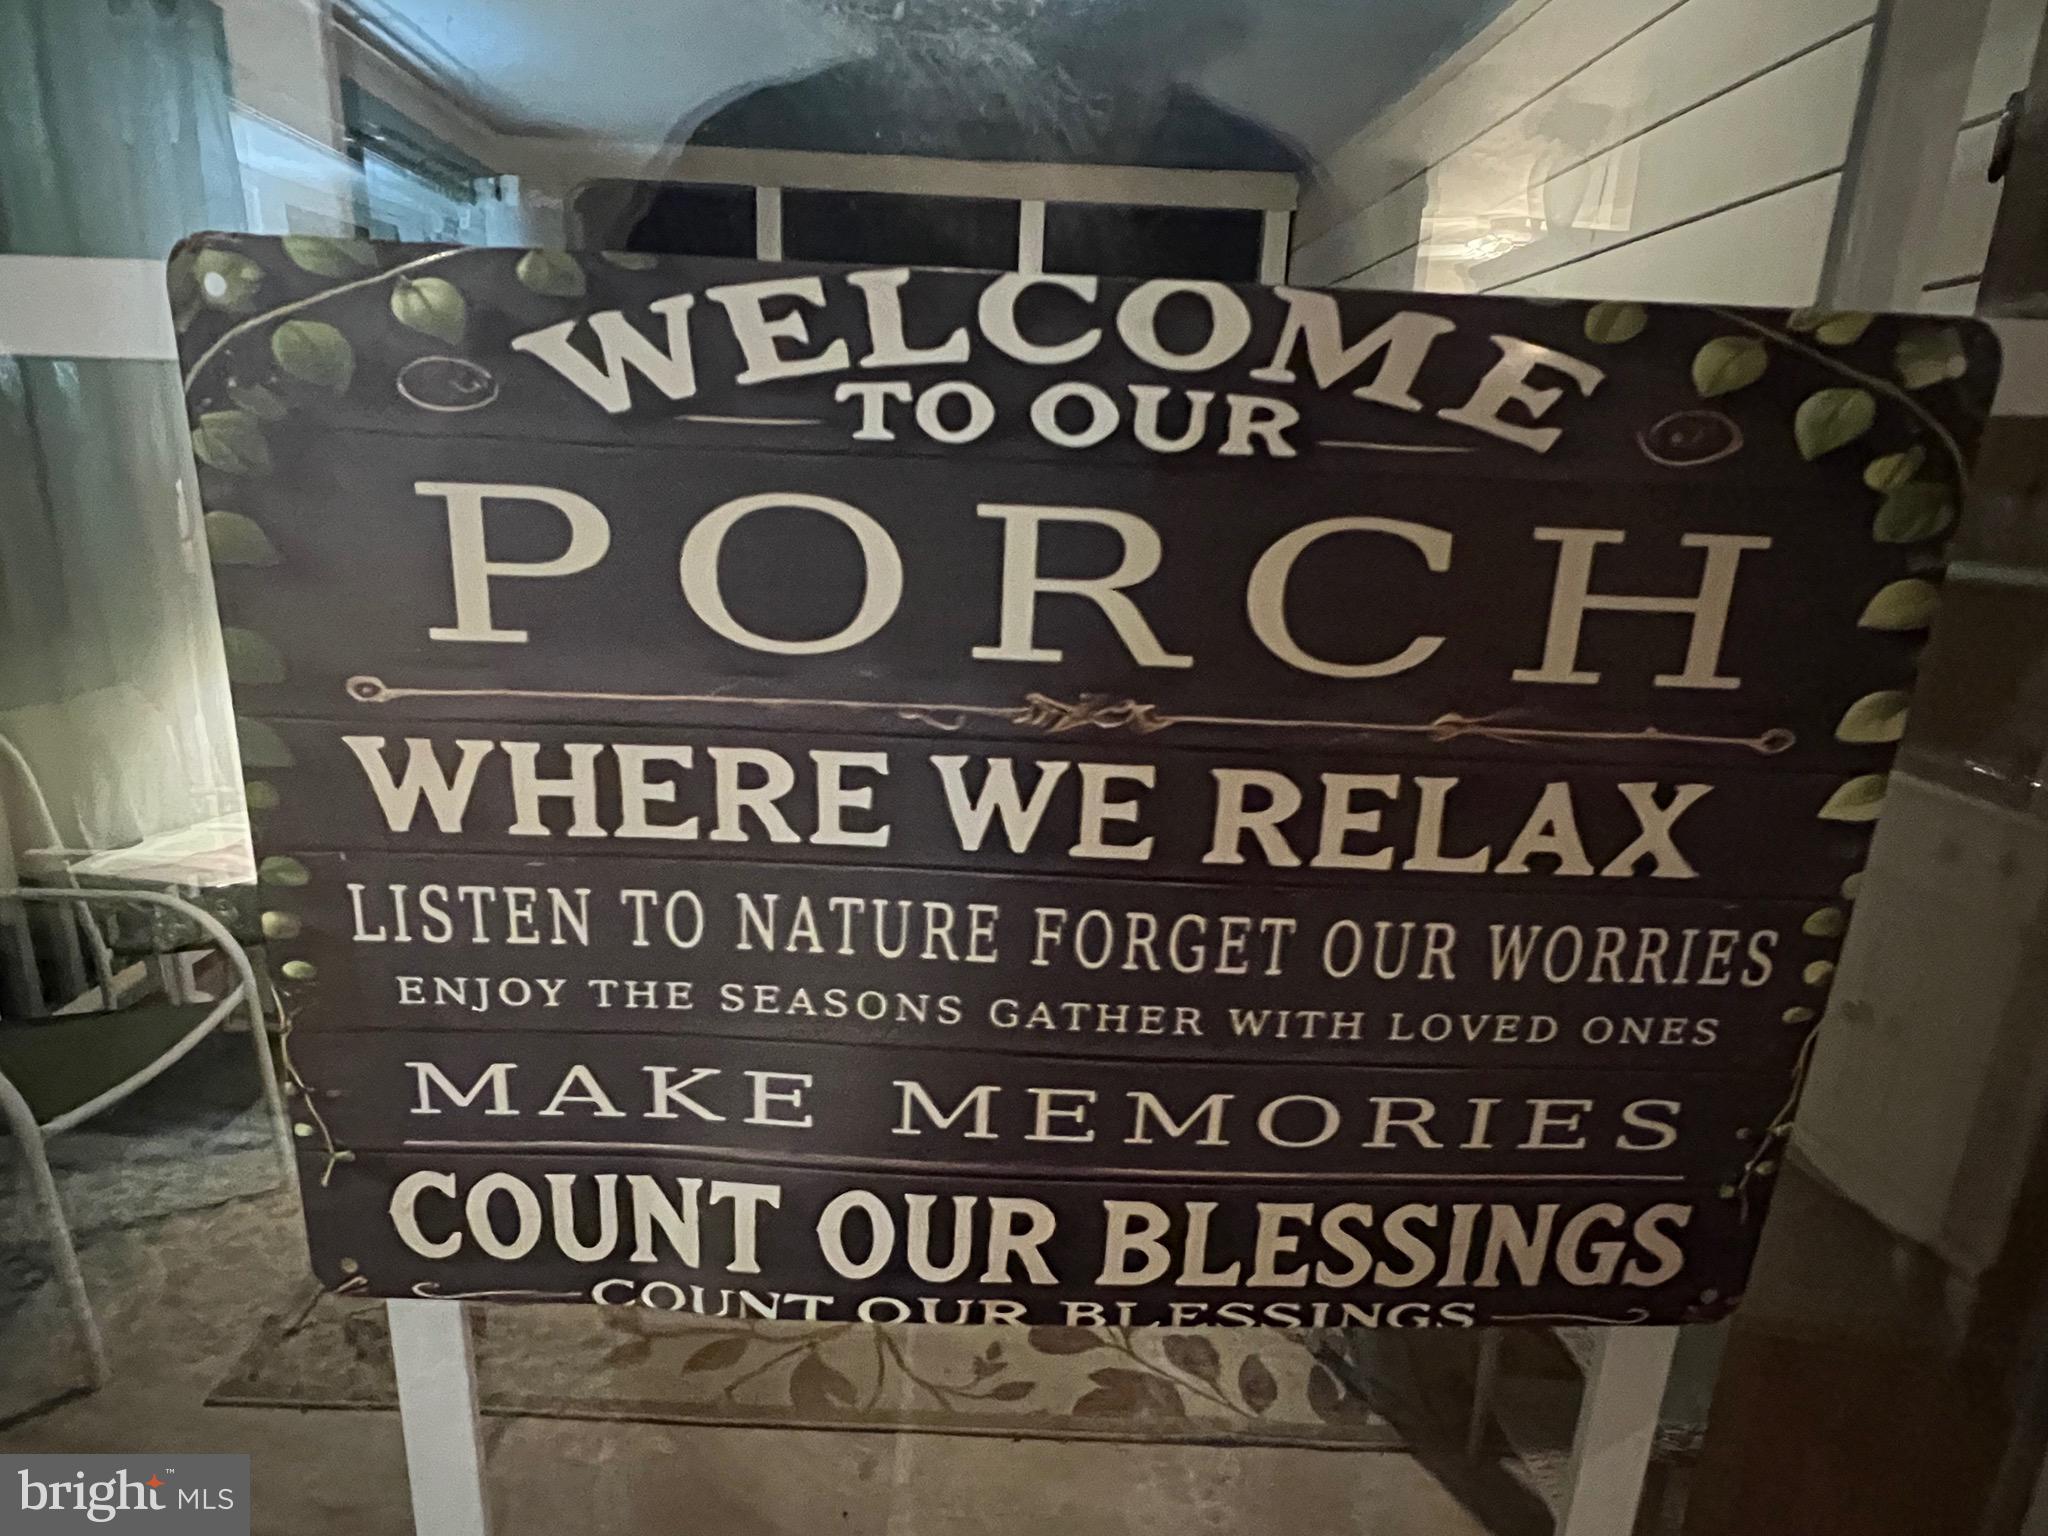 WELCOME
TO OUR
PORCH
WHERE WE RELAX
LISTEN TO NATURE FORGET OUR WORRIES
ENJOY THE SEASONS GATHER WITH LOVED ONES
MAKE MEMORIES
COUNT OUR BLESSINGS
COUNT OUR BLESSINGS
bright™ MLS